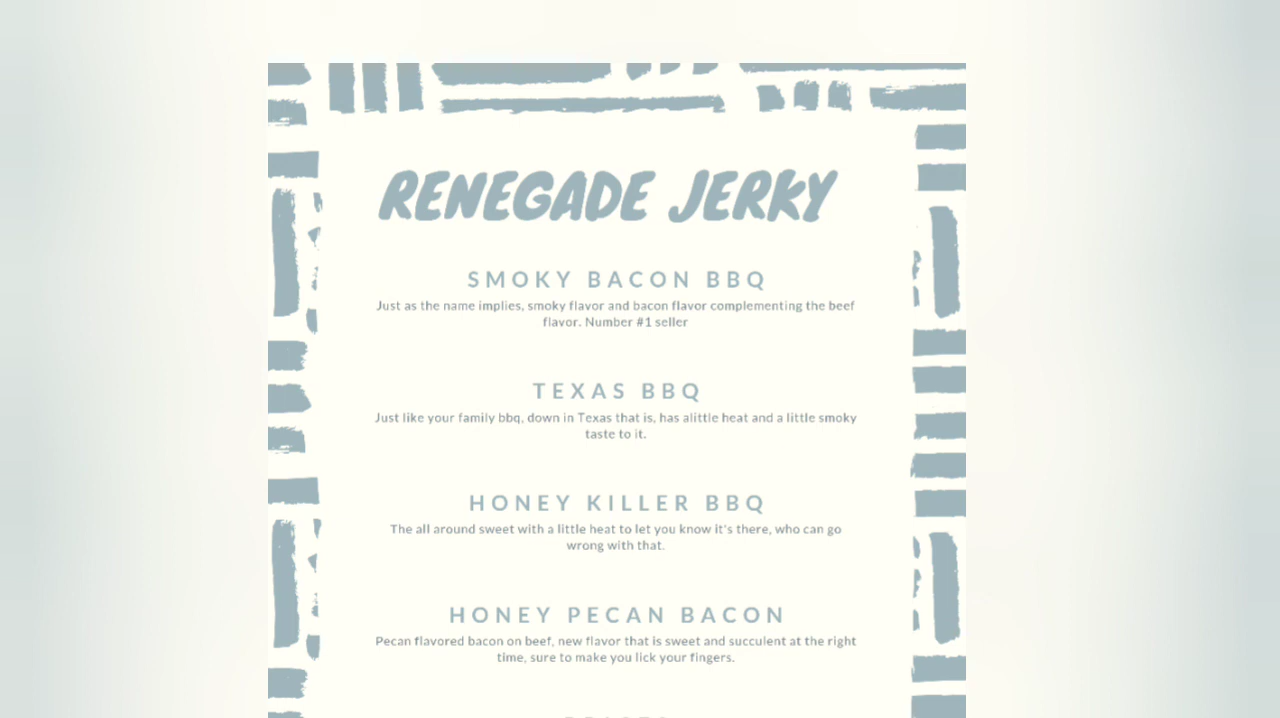 RENEGADE JERKY
SMOKY BACON BBQ
Just as the name implies, smoky flavor and bacon flavor complementing the beef
flavor. Number #1 seller
TEXAS BBQ
Just like your family bbq, down in Texas that is, has alittle heat and a little smoky
taste to it.
HONEY KILLER BBQ
The all around sweet with a little heat to let you know it's there, who can go
wrong with that.
HONEY PECAN BACON
Pecan flavored bacon on beef, new flavor that is sweet and succulent at the right
time, sure to make you lick your fingers.